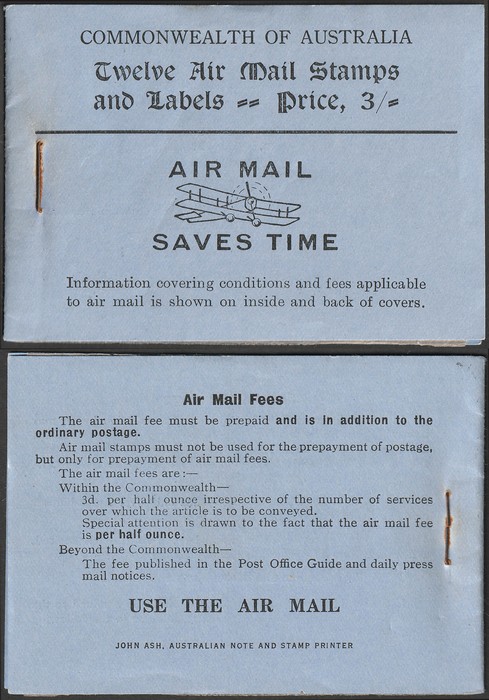 COMMONWEALTH OF AUSTRALIA
Twelve Air Mail Stamps
and Labels -- Price, 3/-
AIR MAIL
SAVES TIME
Information covering conditions and fees applicable
to air mail is shown on inside and back of covers.
Air Mail Fees
The air mail fee must be prepaid and is in addition to the
ordinary postage.
Air mail stamps must not be used for the prepayment of postage,
but only for prepayment of air mail fees.
The air mail fees are :—
Within the Commonwealth—
3d. per half ounce irrespective of the number of services
over which the article is to be conveyed.
Special attention is drawn to the fact that the air mail fee
is per half ounce.
Beyond the Commonwealth—
The fee published in the Post Office Guide and daily press
mail notices.
USE THE AIR MAIL
JOHN ASH, AUSTRALIAN NOTE AND STAMP PRINTER